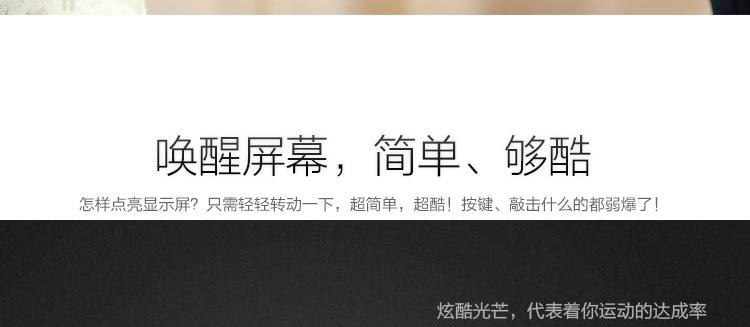 唤醒屏幕，简单、够酷
怎样点亮显示屏？只需轻轻转动一下，超简单，超酷！按键、敲击什么的都弱爆了！
炫酷光芒，代表着你运动的达成率